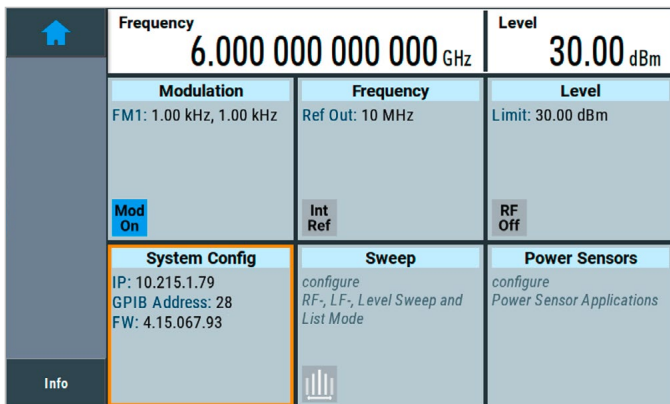 Frequency
6.000 000 000 000 GHz
Level
30.00 dBm
Modulation
FM1: 1.00 kHz, 1.00 kHz
Mod
On
Frequency
Ref Out: 10 MHz
Int
Ref
Level
Limit: 30.00 dBm
RF
Off
System Config
IP: 10.215.1.79
GPIB Address: 28
FW: 4.15.067.93
Sweep
configure
RF-, LF-, Level Sweep and
List Mode
Power Sensors
configure
Power Sensor Applications
Info